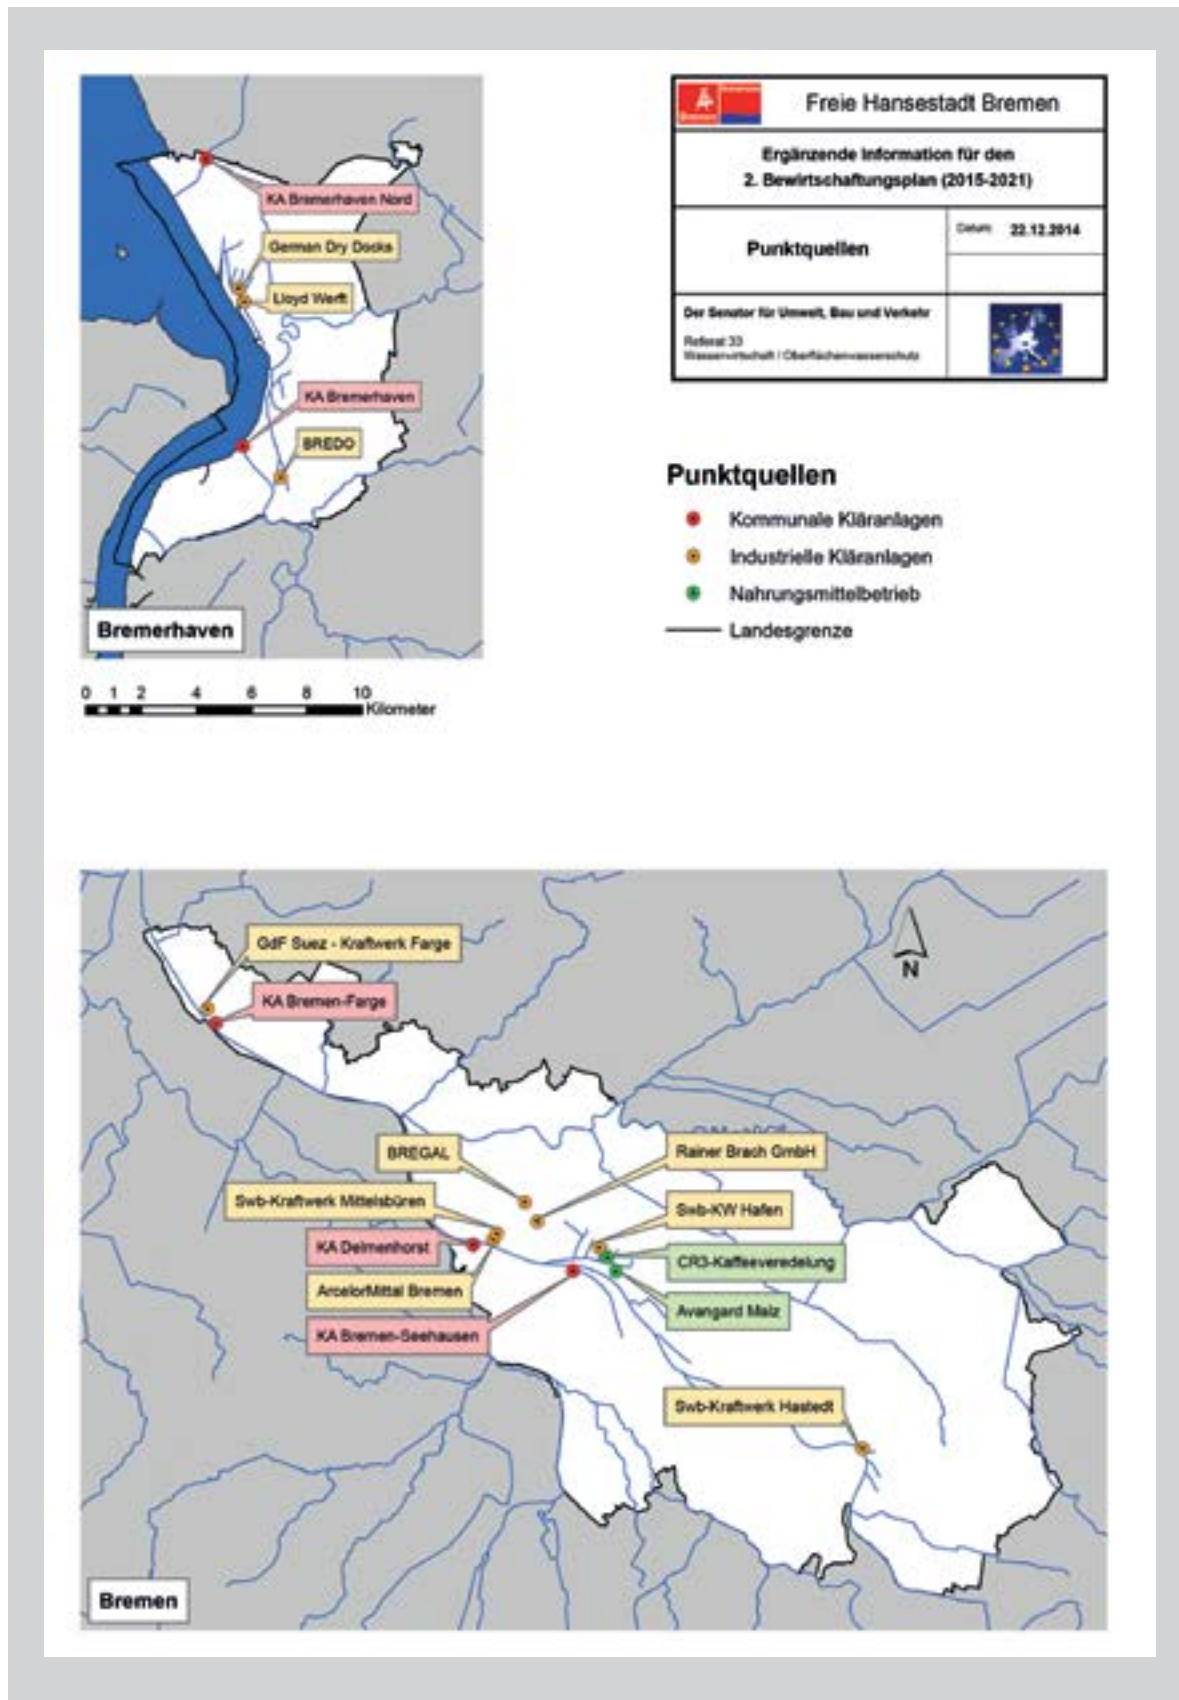 Freie Hansestadt Bremen
Bremen
Ergänzende Information für den
2. Bewirtschaftungsplan (2015-2021)
Punktquellen
Datum: 22.12.2014
Der Senator für Umwelt, Bau und Verkehr
Referat 33
Wasserwirtschaft / Oberflächenwasserschutz
KA Bremerhaven Nord
German Dry Docks
Lloyd Werft
KA Bremerhaven
BREDO
Bremerhaven
0 1 2 4 6 8 10
Kilometer
Punktquellen
Kommunale Kläranlagen
Industrielle Kläranlagen
Nahrungsmittelbetrieb
Landesgrenze
GdF Suez - Kraftwerk Farge
KA Bremen-Farge
N
BREGAL
Rainer Brach GmbH
Swb-Kraftwerk Mittelsbüren
Swb-KW Hafen
KA Delmenhorst
CR3-Kaffeeveredelung
ArcelorMittal Bremen
Avangard Malz
KA Bremen-Seehausen
Swb-Kraftwerk Hastedt
Bremen